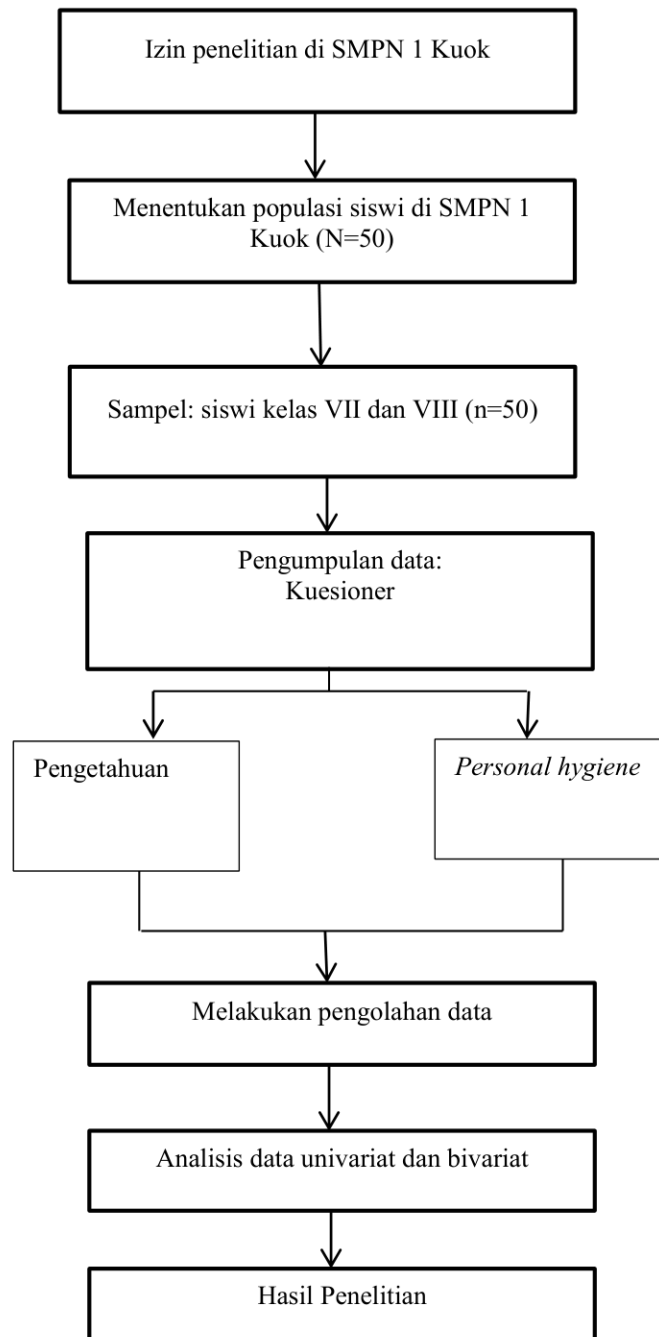 Izin penelitian di SMPN 1 Kuok
Menentukan populasi siswi di SMPN 1
Kuok (N=50)
Sampel: siswi kelas VII dan VIII (n=50)
Pengumpulan data:
Kuesioner
Pengetahuan
Personal hygiene
Melakukan pengolahan data
Analisis data univariat dan bivariat
Hasil Penelitian